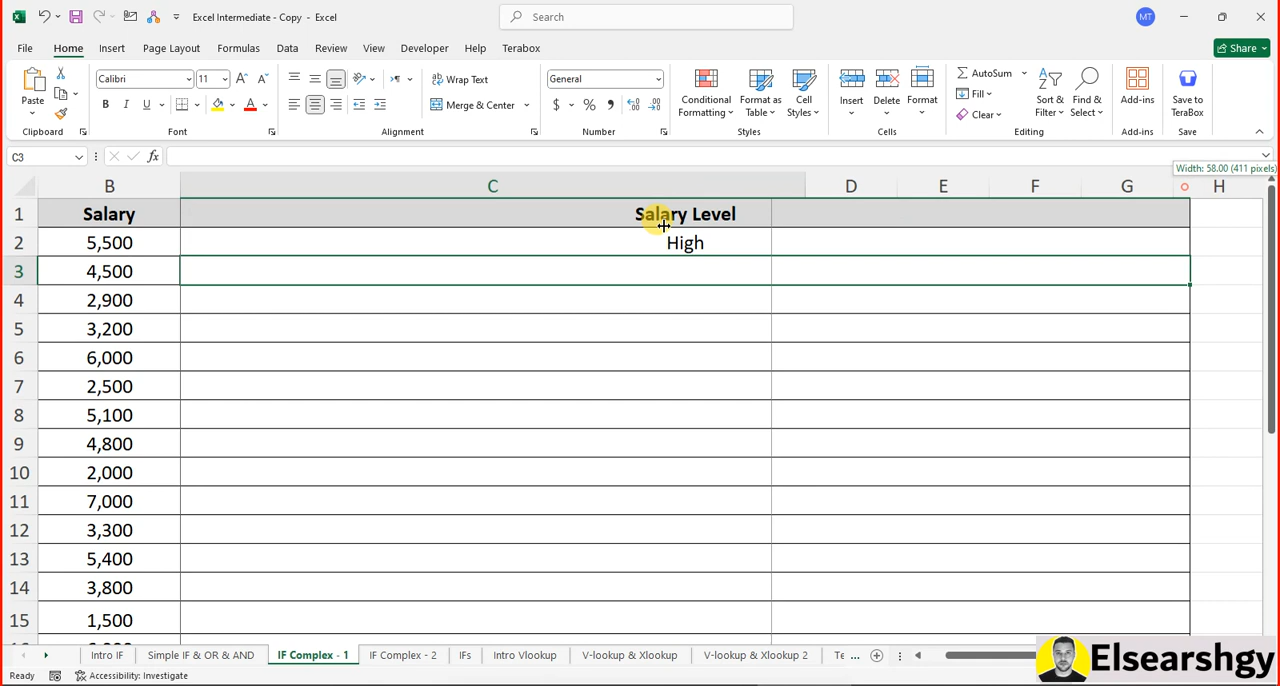 Excel Intermediate - Copy - Excel
Search
MT
File Home Insert Page Layout Formulas Data Review View Developer Help Terabox
Share
Paste
Calibri 11
B I U
Wrap Text
Merge & Center
General
$ % ,
Conditional Formatting
Format as Table
Cell Styles
Insert Delete Format
AutoSum
Fill
Clear
Sort & Filter
Find & Select
Add-ins
Save to TeraBox
Clipboard Font Alignment Number Styles Cells Editing Add-ins Save
C3 fx
Width: 58.00 (411 pixels)
B C D E F G H
1 Salary Salary Level
2 5,500 High
3 4,500
4 2,900
5 3,200
6 6,000
7 2,500
8 5,100
9 4,800
10 2,000
11 7,000
12 3,300
13 5,400
14 3,800
15 1,500
Intro IF Simple IF & OR & AND IF Complex - 1 IF Complex - 2 IFs Intro Vlookup V-lookup & Xlookup V-lookup & Xlookup 2 Te ...
Ready Accessibility: Investigate
Elsearshgy